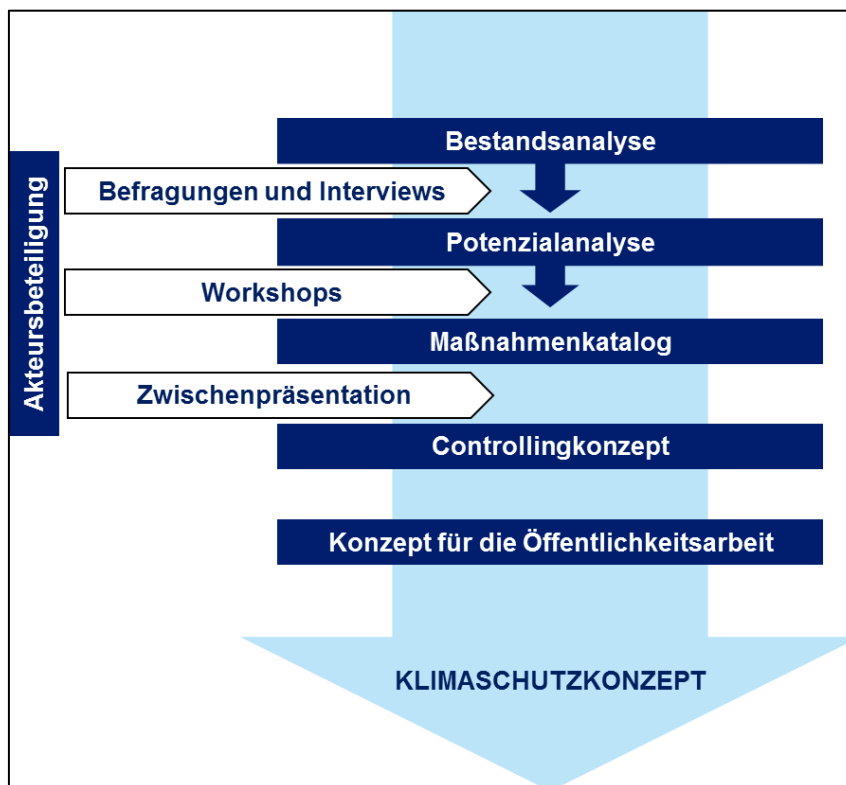 Bestandsanalyse
Akteursbeteiligung
Befragungen und Interviews
Potenzialanalyse
Workshops
Maßnahmenkatalog
Zwischenpräsentation
Controllingkonzept
Konzept für die Öffentlichkeitsarbeit
KLIMASCHUTZKONZEPT